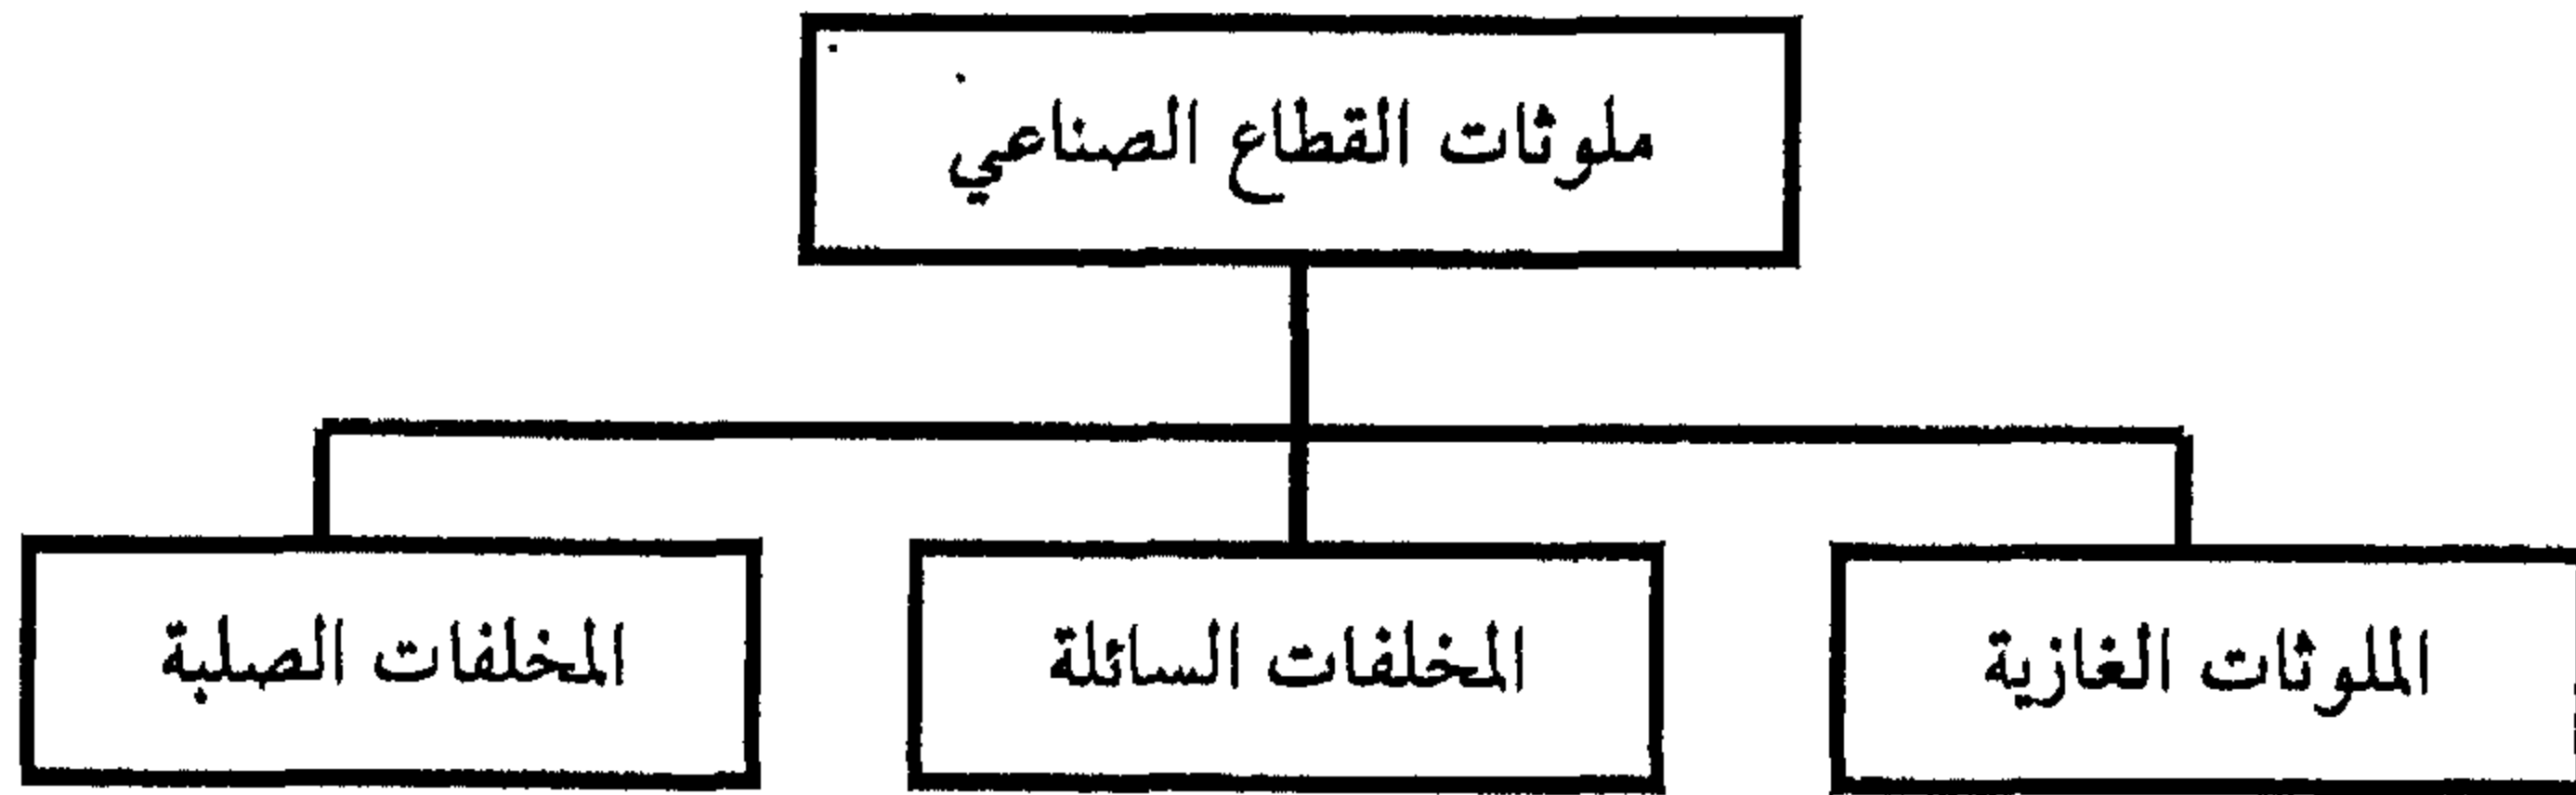 ملوثات القطاع الصناعي
الملوثات الغازية
المخلفات السائلة
المخلفات الصلبة